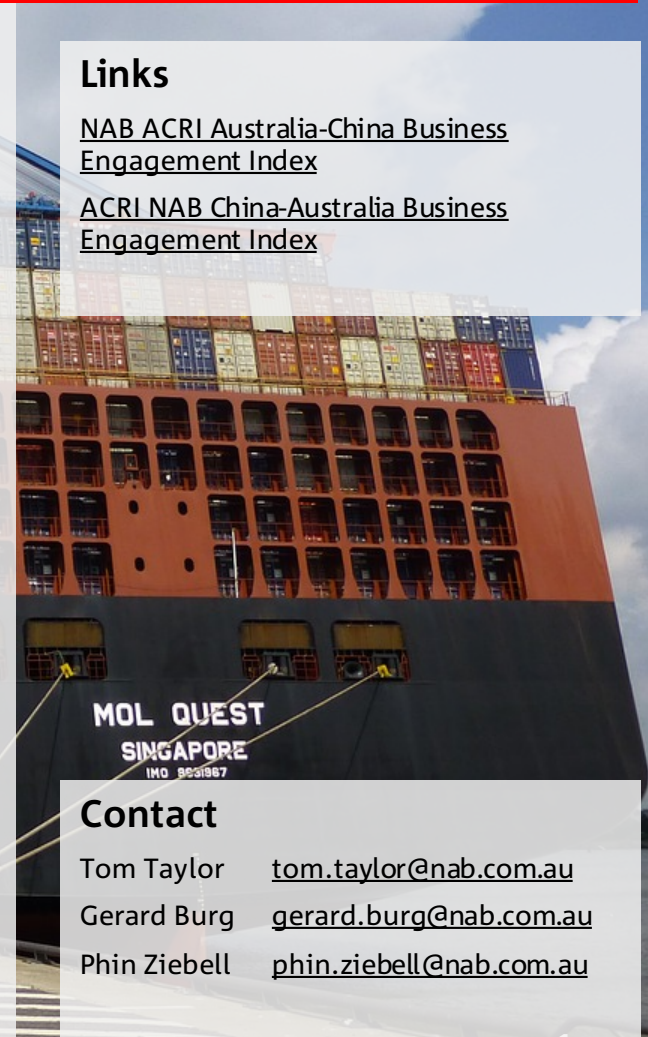 Links
NAB ACRI Australia-China Business
Engagement Index
ACRI NAB China-Australia Business
Engagement Index
MOL QUEST
SINGAPORE
IMO 9631967
Contact
Tom Taylor tom.taylor@nab.com.au
Gerard Burg gerard.burg@nab.com.au
Phin Ziebell phin.ziebell@nab.com.au